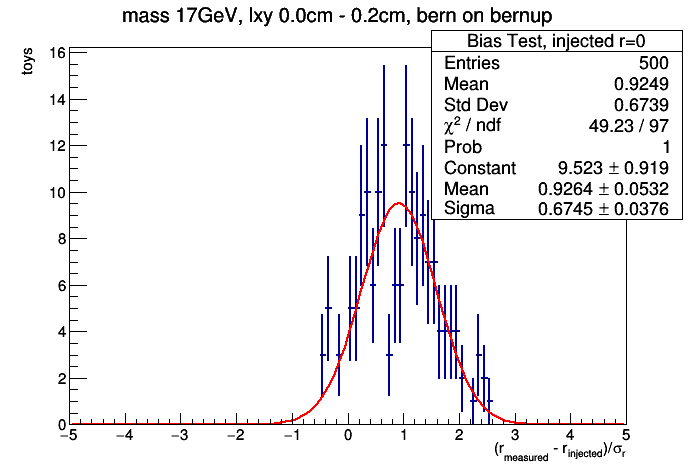 mass 17GeV, lxy 0.0cm - 0.2cm, bern on bernup
Bias Test, injected r=0
Entries 500
Mean 0.9249
Std Dev 0.6739
χ² / ndf 49.23 / 97
Prob 1
Constant 9.523 ± 0.919
Mean 0.9264 ± 0.0532
Sigma 0.6745 ± 0.0376
toys
16
14
12
10
8
6
4
2
0
−5 −4 −3 −2 −1 0 1 2 3 4 5
(r_measured - r_injected)/σ_r